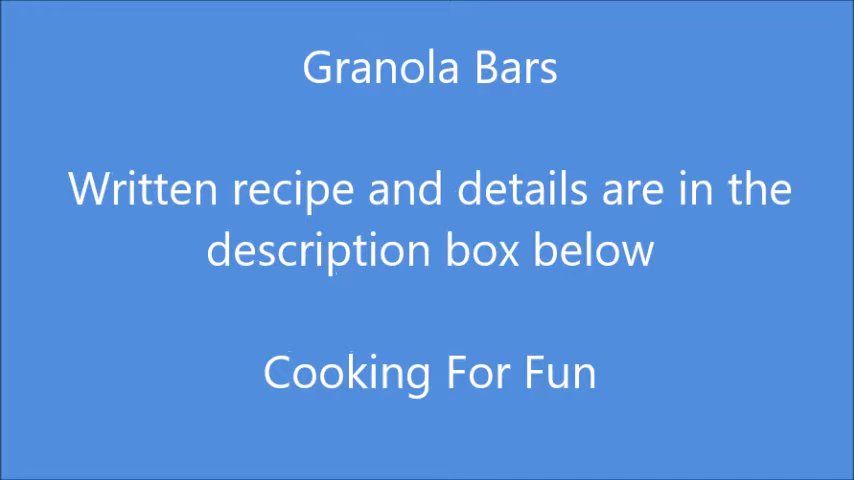 Granola Bars
Written recipe and details are in the
description box below
Cooking For Fun